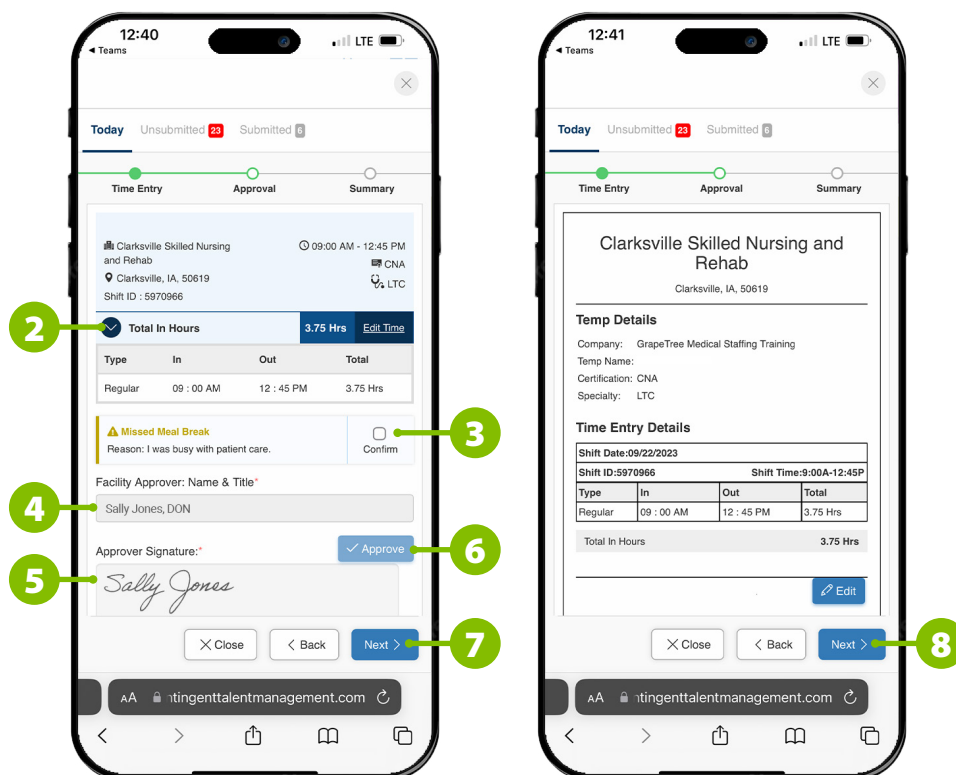 12:40
LTE
Teams
Today Unsubmitted 23 Submitted 6
Time Entry Approval Summary
Clarksville Skilled Nursing
and Rehab
09:00 AM - 12:45 PM
CNA
Clarksville, IA, 50619
LTC
Shift ID : 5970966
2
Total In Hours 3.75 Hrs Edit Time
Type In Out Total
Regular 09 : 00 AM 12 : 45 PM 3.75 Hrs
Missed Meal Break
Reason: I was busy with patient care.
Confirm
3
Facility Approver: Name & Title*
4
Sally Jones, DON
Approver Signature:*
Approve
6
5
Sally Jones
Close Back Next
7
AA ntingenttalentmanagement.com
12:41
LTE
Teams
Today Unsubmitted 23 Submitted 6
Time Entry Approval Summary
Clarksville Skilled Nursing and
Rehab
Clarksville, IA, 50619
Temp Details
Company: GrapeTree Medical Staffing Training
Temp Name:
Certification: CNA
Specialty: LTC
Time Entry Details
Shift Date:09/22/2023
Shift ID:5970966 Shift Time:9:00A-12:45P
Type In Out Total
Regular 09 : 00 AM 12 : 45 PM 3.75 Hrs
Total In Hours 3.75 Hrs
Edit
Close Back Next
8
AA ntingenttalentmanagement.com